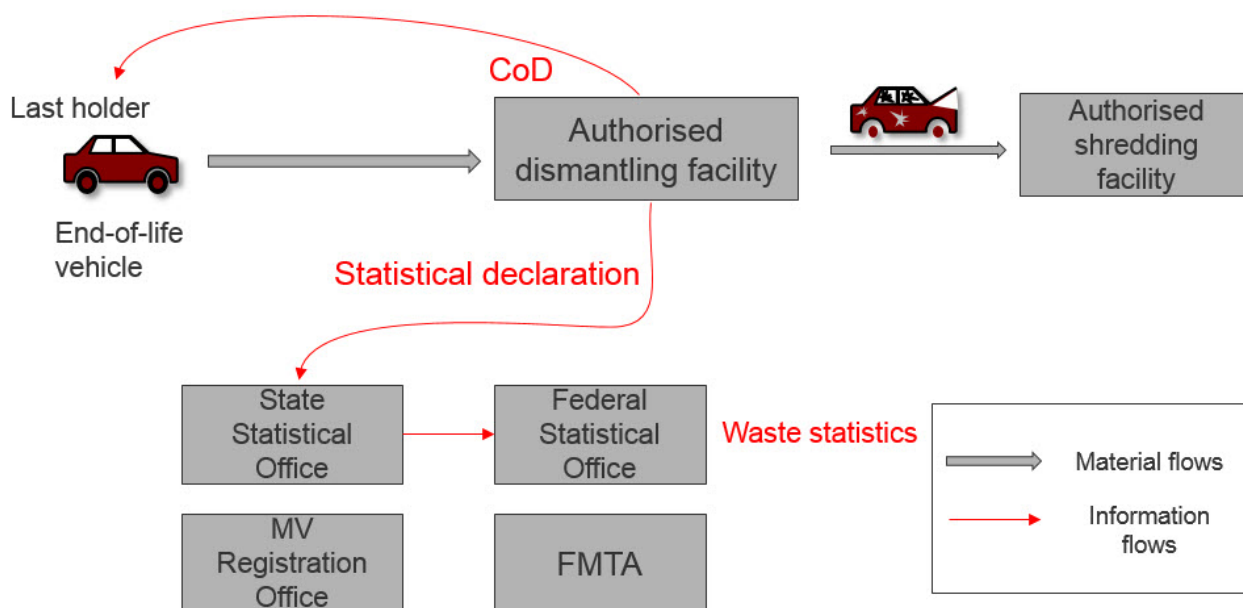 CoD
Last holder
Authorised
dismantling facility
Authorised
shredding
facility
End-of-life
vehicle
Statistical declaration
State
Statistical
Office
Federal
Statistical
Office
Waste statistics
Material flows
Information
flows
MV
Registration
Office
FMTA